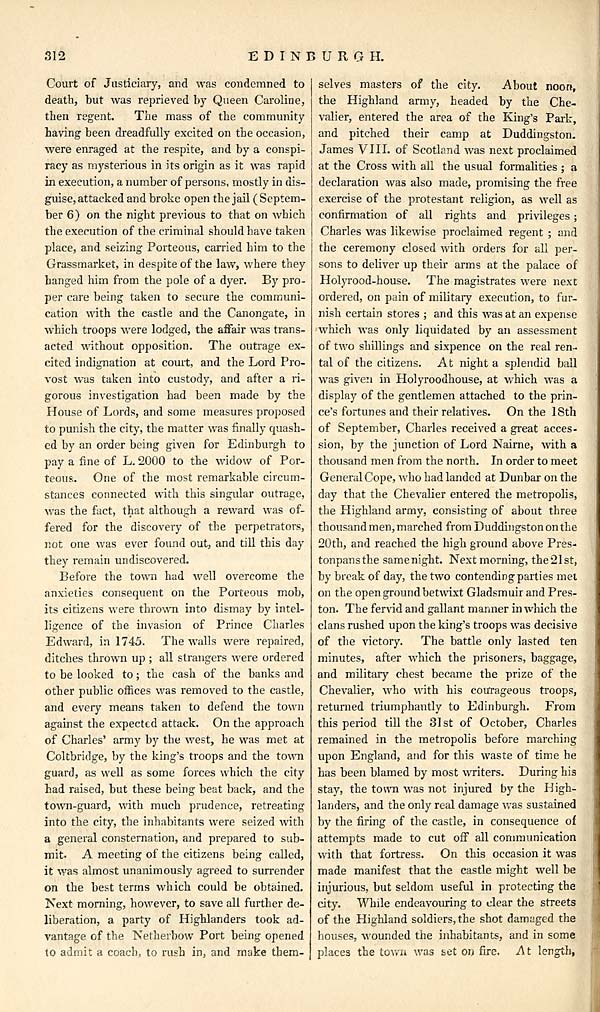 312
EDINBURGH.
Court of Justiciary, and was condemned to
death, but was reprieved by Queen Caroline,
then regent. The mass of the community
having been dreadfully excited on the occasion,
were enraged at the respite, and by a conspi-
racy as mysterious in its origin as it was rapid
in execution, a number of persons, mostly in dis-
guise, attacked and broke open the jail (Septem-
ber 6) on the night previous to that on which
the execution of the criminal should have taken
place, and seizing Porteous, carried him to the
Grassmarket, in despite of the law, where they
hanged him from the pole of a dyer. By pro-
per care being taken to secure the communi-
cation with the castle and the Canongate, in
which troops were lodged, the affair was trans-
acted without opposition. The outrage ex-
cited indignation at court, and the Lord Pro-
vost was taken into custody, and after a ri-
gorous investigation had been made by the
House of Lords, and some measures proposed
to punish the city, the matter was finally quash-
ed by an order being given for Edinburgh to
pay a fine of L.2000 to the widow of Por-
teous. One of the most remarkable circum-
stances connected with this singular outrage,
was the fact, that although a reward was of-
fered for the discovery of the perpetrators,
not one was ever found out, and till this day
they remain undiscovered.
Before the town had well overcome the
anxieties consequent on the Porteous mob,
its citizens were thrown into dismay by intel-
ligence of the invasion of Prince Charles
Edward, in 1745. The walls were repaired,
ditches thrown up; all strangers were ordered
to be looked to; the cash of the banks and
other public offices was removed to the castle,
and every means taken to defend the town
against the expected attack. On the approach
of Charles' army by the west, he was met at
Coltbridge, by the king's troops and the town
guard, as well as some forces which the city
had raised, but these being beat back, and the
town-guard, with much prudence, retreating
into the city, the inhabitants were seized with
a general consternation, and prepared to sub-
mit. A meeting of the citizens being called,
it was almost unanimously agreed to surrender
on the best terms which could be obtained.
Next morning, however, to save all further de-
liberation, a party of Highlanders took ad-
vantage of the Netherbow Port being opened
to admit a coach, to rush in, and make them-
selves masters of the city. About noon,
the Highland army, headed by the Che-
valier, entered the area of the King's Park,
and pitched their camp at Duddingston.
James VIII. of Scotland was next proclaimed
at the Cross with all the usual formalities; a
declaration was also made, promising the free
exercise of the protestant religion, as well as
confirmation of all rights and privileges;
Charles was likewise proclaimed regent; and
the ceremony closed with orders for all per-
sons to deliver up their arms at the palace of
Holyrood-house. The magistrates were next
ordered, on pain of military execution, to fur-
nish certain stores; and this was at an expense
which was only liquidated by an assessment
of two shillings and sixpence on the real ren-
tal of the citizens. At night a splendid ball
was given in Holyroodhouse, at which was a
display of the gentlemen attached to the prin-
ce's fortunes and their relatives. On the 18th
of September, Charles received a great acces-
sion, by the junction of Lord Nairne, with a
thousand men from the north. In order to meet
General Cope, who had landed at Dunbar on the
day that the Chevalier entered the metropolis,
the Highland army, consisting of about three
thousand men, marched from Duddingston on the
20th, and reached the high ground above Pres-
tonpans the same night. Next morning, the 21st,
by break of day, the two contending parties met
on the open ground betwixt Gladsmuir and Pres-
ton. The fervid and gallant manner in which the
clans rushed upon the king's troops was decisive
of the victory. The battle only lasted ten
minutes, after which the prisoners, baggage,
and military chest became the prize of the
Chevalier, who with his courageous troops,
returned triumphantly to Edinburgh. From
this period till the 31st of October, Charles
remained in the metropolis before marching
upon England, and for this waste of time he
has been blamed by most writers. During his
stay, the town was not injured by the High-
landers, and the only real damage was sustained
by the firing of the castle, in consequence of
attempts made to cut off all communication
with that fortress. On this occasion it was
made manifest that the castle might well be
injurious, but seldom useful in protecting the
city. While endeavouring to clear the streets
of the Highland soldiers, the shot damaged the
houses, wounded the inhabitants, and in some
places the town was set on fire. At length,